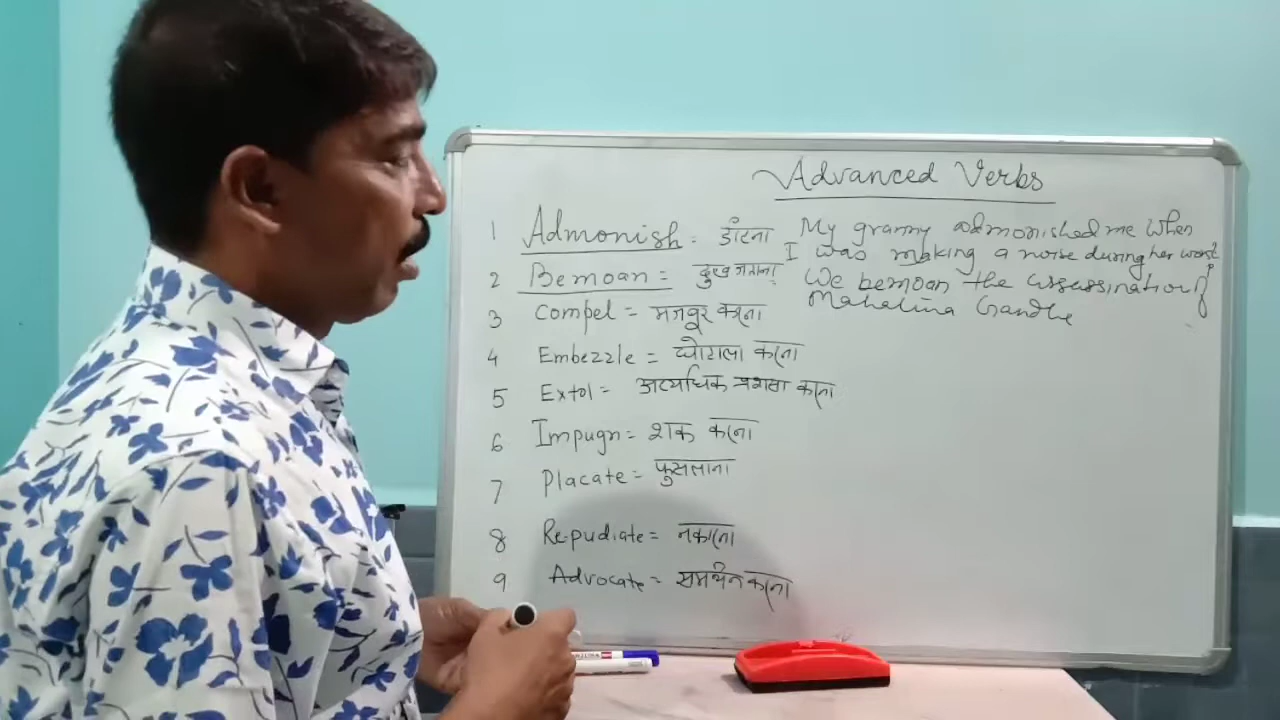 Advanced Verbs
1 Admonish = डांटना My granny admonished me when
I was making a noise during her worship
2 Bemoan = दुख जताना We bemoan the assassination of
Mahatma Gandhi
3 Compel = मजबूर करना
4 Embezzle = घोटाला करना
5 Extol = अत्यधिक प्रशंसा करना
6 Impugn = शक करना
7 Placate = फुसलाना
8 Repudiate = नकारना
9 Advocate = समर्थन करना